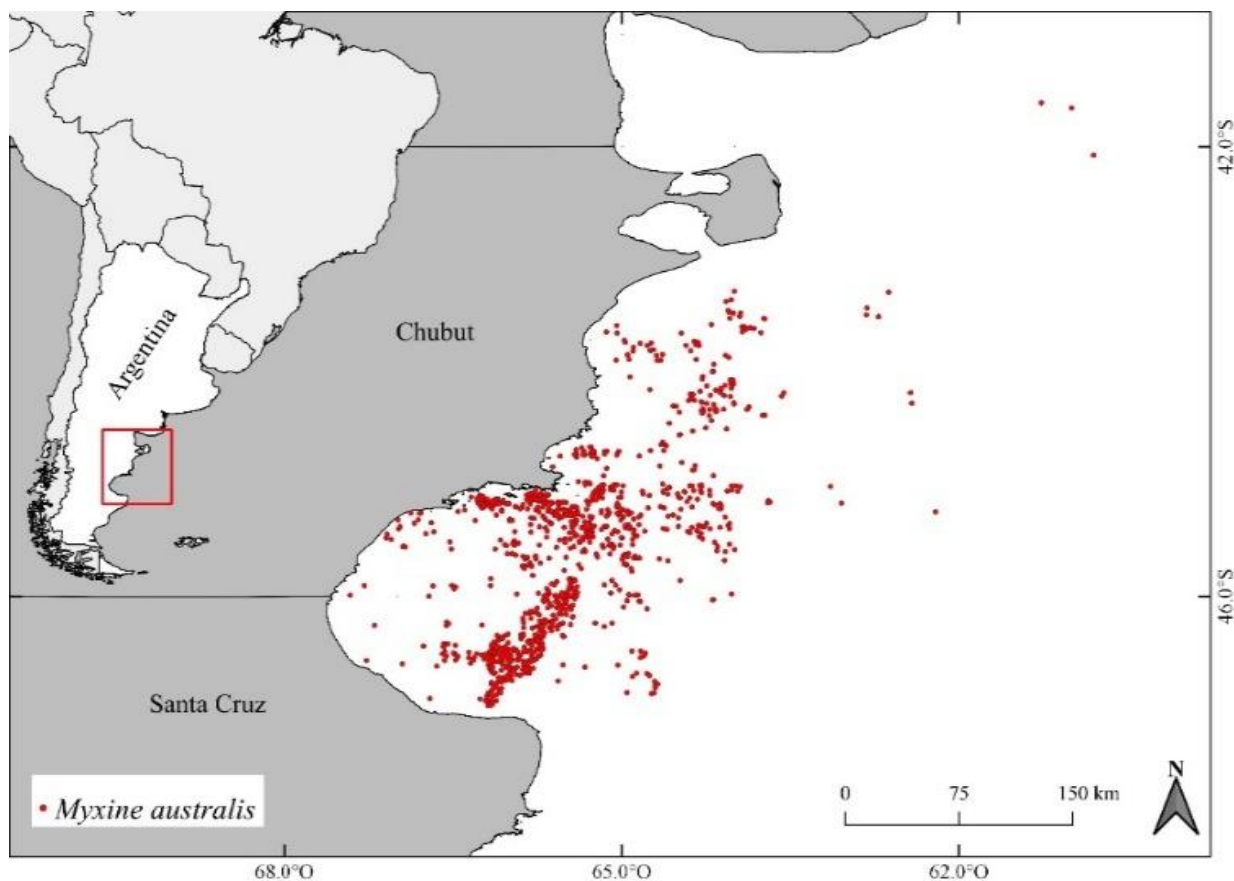 Argentina
Chubut
Santa Cruz
Myxine australis
0 75 150 km
N
42.0°S
46.0°S
68.0°O 65.0°O 62.0°O